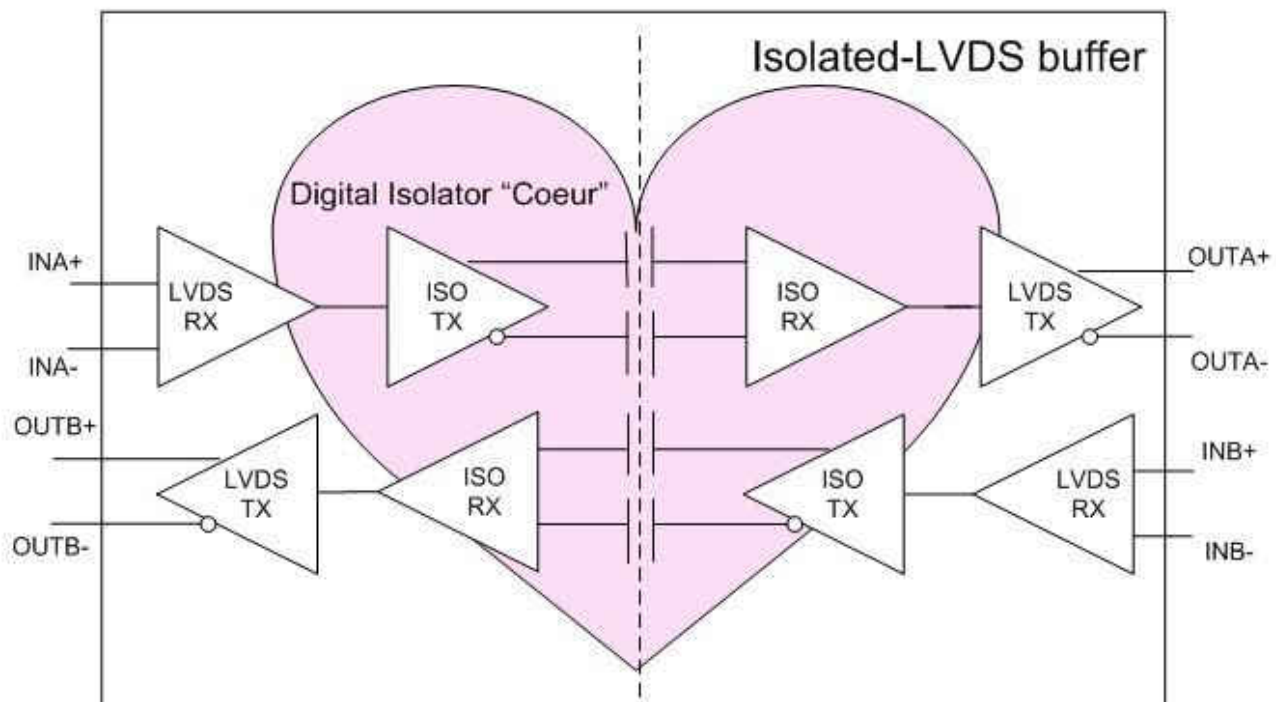 Isolated-LVDS buffer
Digital Isolator “Coeur”
INA+
INA-
LVDS
RX
ISO
TX
ISO
RX
LVDS
TX
OUTA+
OUTA-
OUTB+
OUTB-
LVDS
TX
ISO
RX
ISO
TX
LVDS
RX
INB+
INB-